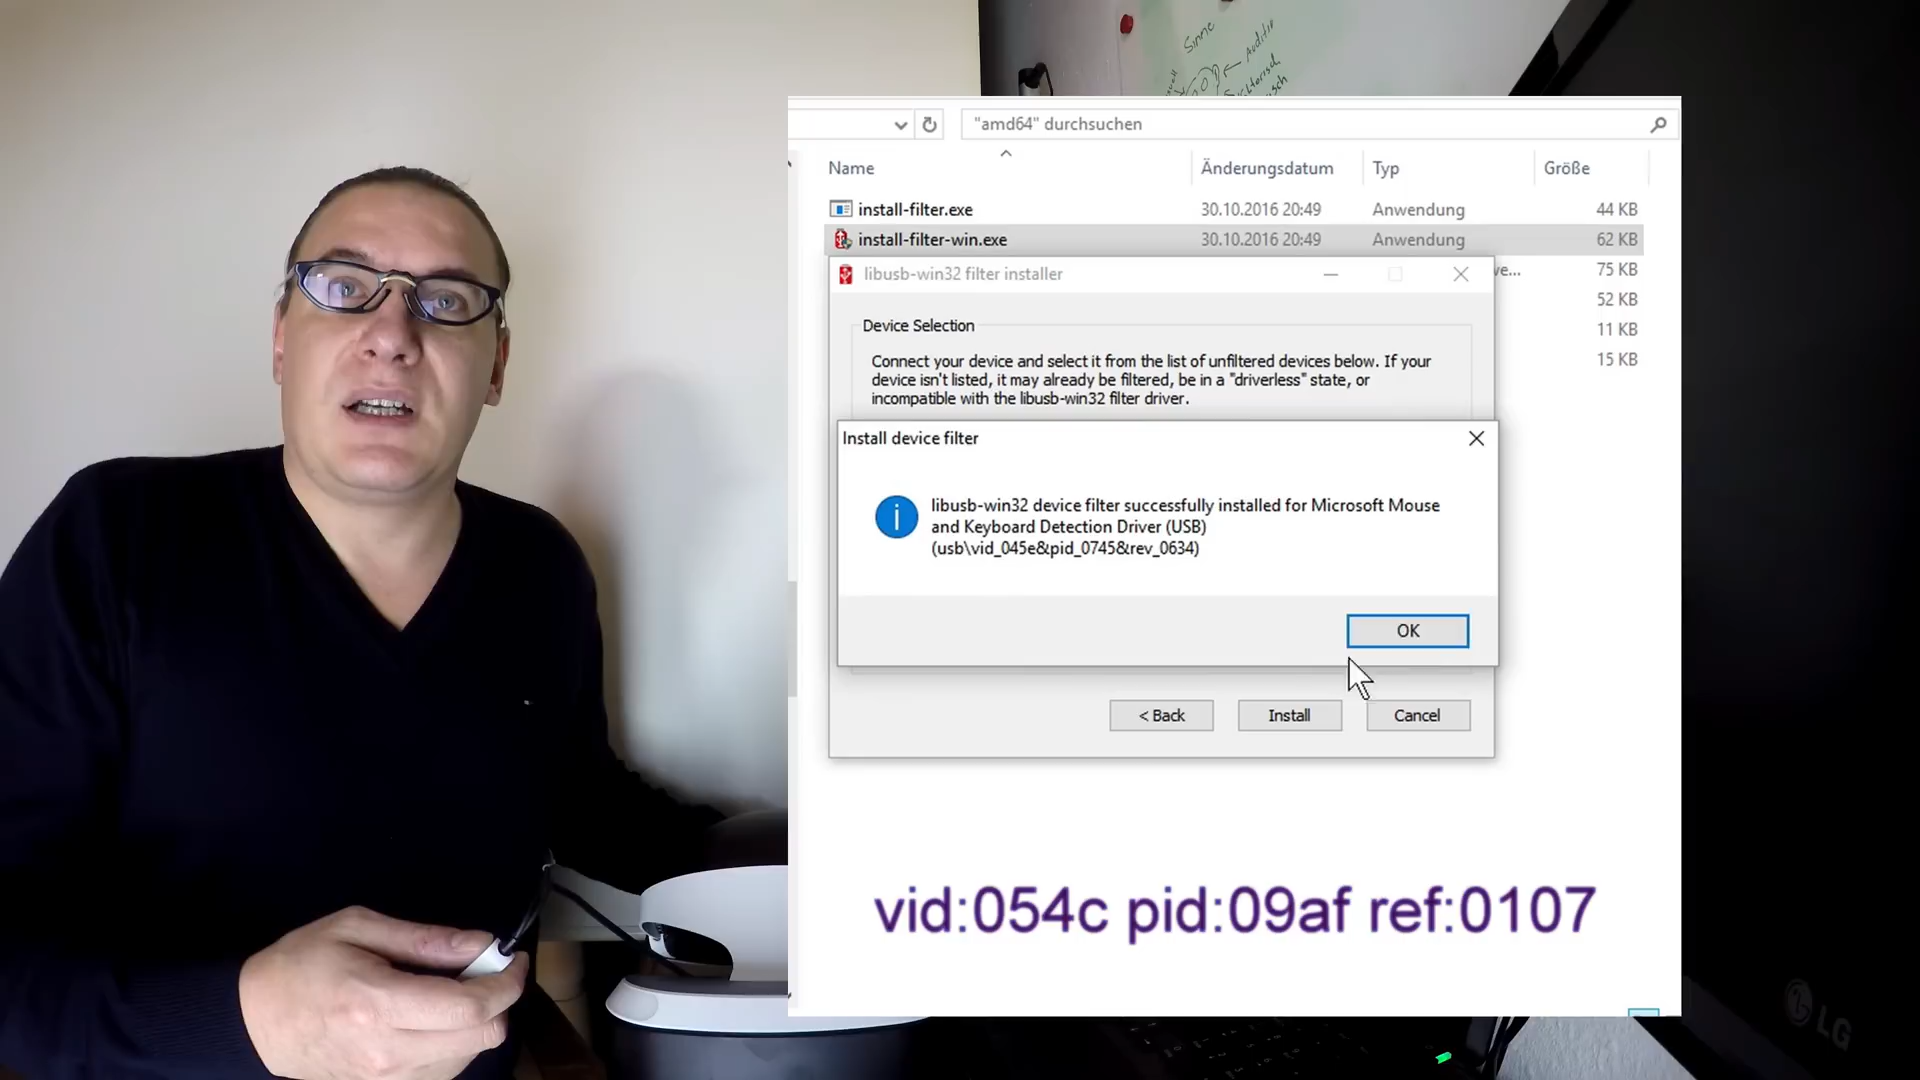 Sinne
Auditiv
"amd64" durchsuchen
Name Änderungsdatum Typ Größe
install-filter.exe 30.10.2016 20:49 Anwendung 44 KB
install-filter-win.exe 30.10.2016 20:49 Anwendung 62 KB
libusb-win32 filter installer
ve... 75 KB
52 KB
11 KB
15 KB
Device Selection
Connect your device and select it from the list of unfiltered devices below. If your
device isn't listed, it may already be filtered, be in a "driverless" state, or
incompatible with the libusb-win32 filter driver.
Install device filter
libusb-win32 device filter successfully installed for Microsoft Mouse
and Keyboard Detection Driver (USB)
(usb\vid_045e&pid_0745&rev_0634)
OK
< Back Install Cancel
vid:054c pid:09af ref:0107
LG